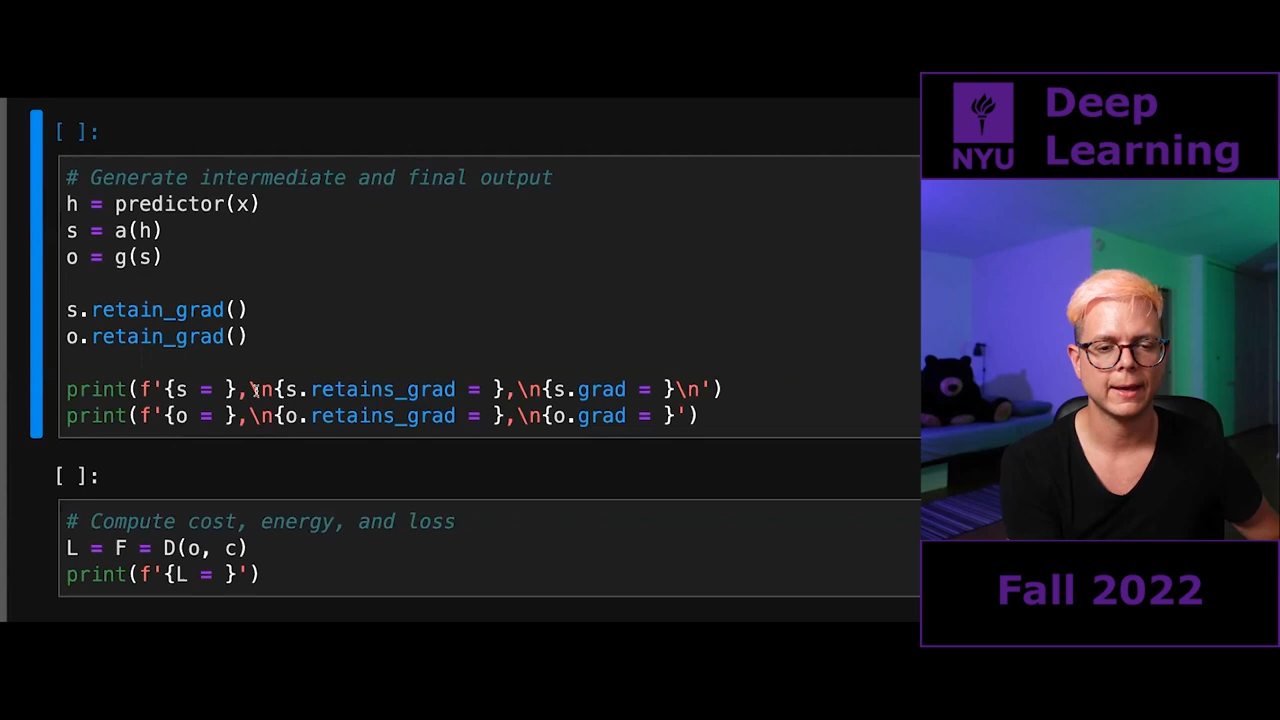 [ ]:
# Generate intermediate and final output
h = predictor(x)
s = a(h)
o = g(s)
s.retain_grad()
o.retain_grad()
print(f'{s = },\n{s.retains_grad = },\n{s.grad = }\n')
print(f'{o = },\n{o.retains_grad = },\n{o.grad = }')
[ ]:
# Compute cost, energy, and loss
L = F = D(o, c)
print(f'{L = }')
NYU
Deep
Learning
Fall 2022